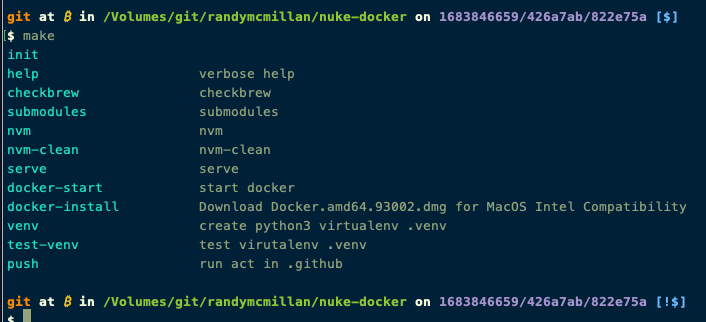 git at ₿ in /Volumes/git/randymcmillan/nuke-docker on 1683846659/426a7ab/822e75a [$]
$ make
init
help verbose help
checkbrew checkbrew
submodules submodules
nvm nvm
nvm-clean nvm-clean
serve serve
docker-start start docker
docker-install Download Docker.amd64.93002.dmg for MacOS Intel Compatibility
venv create python3 virtualenv .venv
test-venv test virutalenv .venv
push run act in .github
git at ₿ in /Volumes/git/randymcmillan/nuke-docker on 1683846659/426a7ab/822e75a [!$]
$